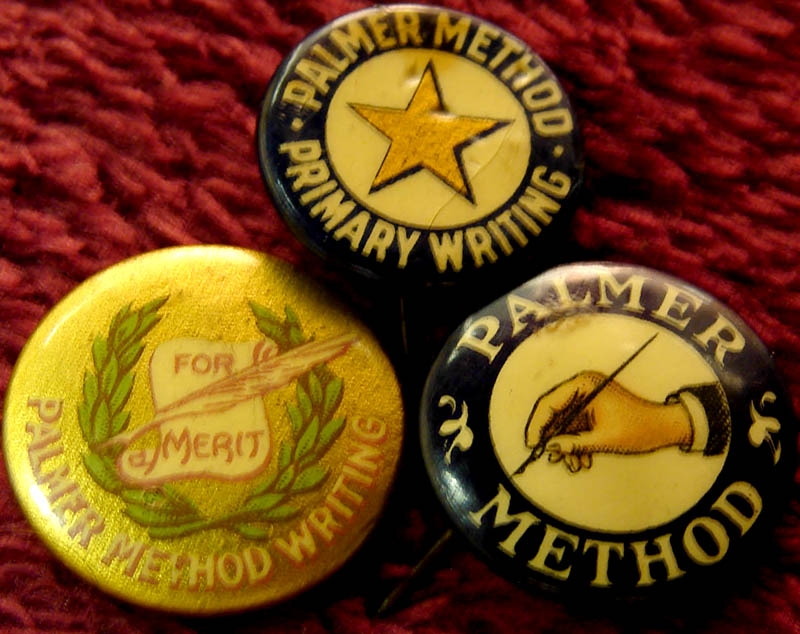 PALMER METHOD
PRIMARY WRITING
FOR
MERIT
PALMER METHOD WRITING
PALMER
METHOD